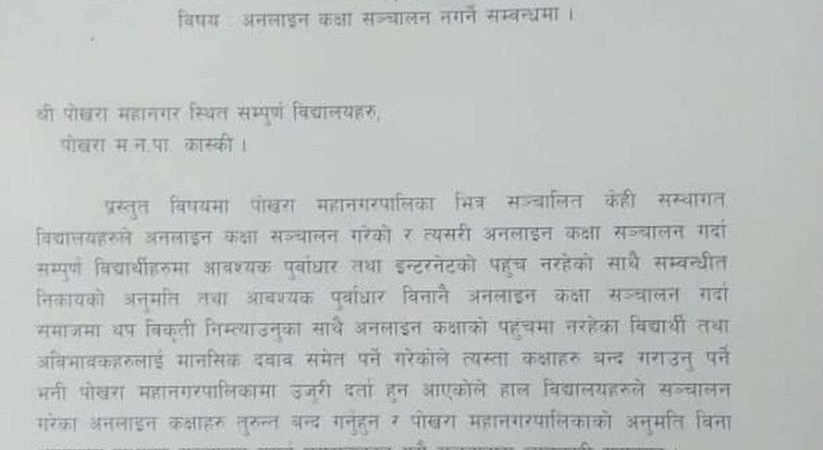 विषय : अनलाइन कक्षा सञ्चालन नगर्ने सम्बन्धमा ।
श्री पोखरा महानगर स्थित सम्पुर्ण विद्यालयहरु,
पोखरा म.न.पा. कास्की ।
प्रस्तुत विषयमा पोखरा महानगरपालिका भित्र सञ्चालित केही सस्थागत
विद्यालयहरुले अनलाइन कक्षा सञ्चालन गरेको र त्यसरी अनलाइन कक्षा सञ्चालन गर्दा
सम्पुर्ण विद्यार्थीहरुमा आवश्यक पुर्वाधार तथा इन्टरनेटको पहुच नरहेको साथै सम्बन्धीत
निकायको अनुमति तथा आवश्यक पुर्वाधार विनानै अनलाइन कक्षा सञ्चालन गर्दा
समाजमा थप विकृती निम्त्याउनुका साथै अनलाइन कक्षाको पहुचमा नरहेका विद्यार्थी तथा
अविभावकहरुलाई मानसिक दवाव समेत पर्ने गरेकोले त्यस्ता कक्षाहरु बन्द गराउनु पर्ने
भनी पोखरा महानगरपालिकामा उजुरी दर्ता हुन आएकोले हाल विद्यालयहरुले सञ्चालन
गरेका अनलाइन कक्षाहरु तुरुन्त बन्द गर्नुहुन र पोखरा महानगरपालिकाको अनुमति बिना